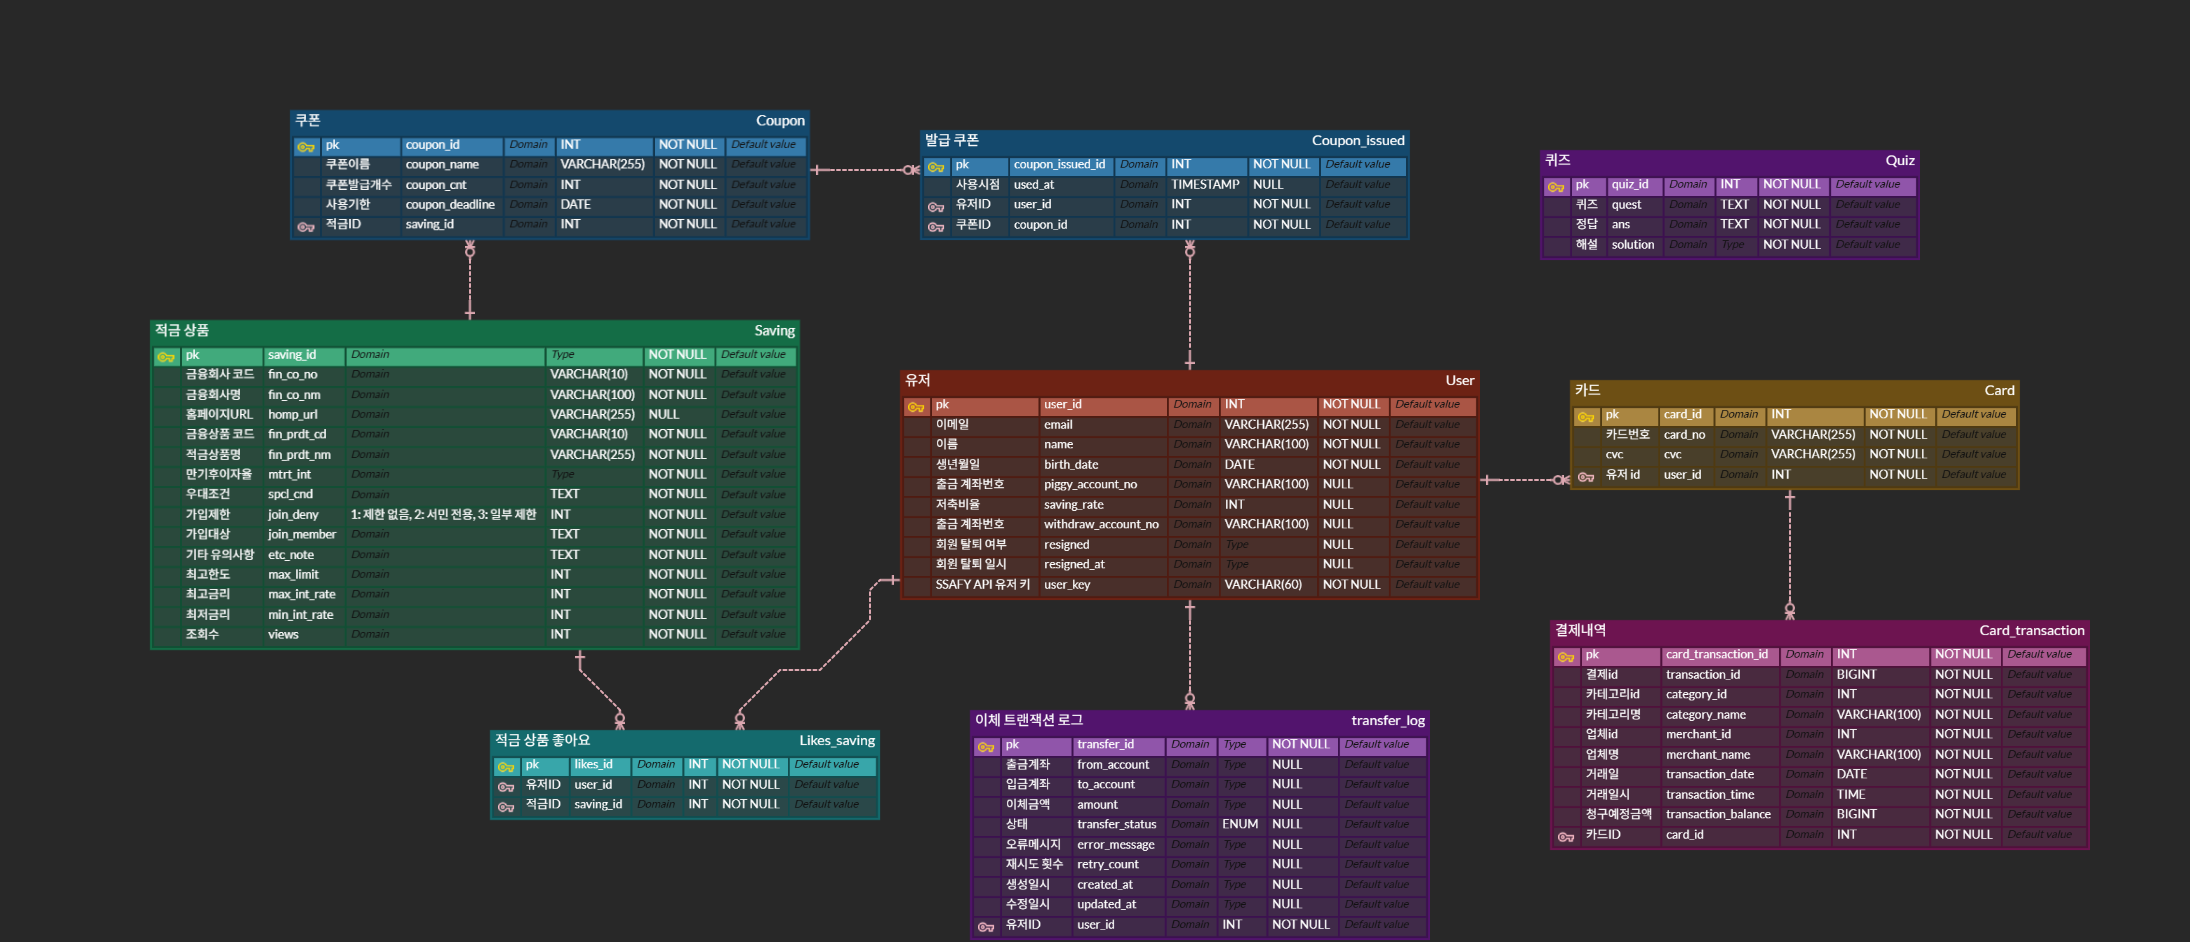 쿠폰 Coupon
pk coupon_id Domain INT NOT NULL Default value
쿠폰이름 coupon_name Domain VARCHAR(255) NOT NULL Default value
쿠폰발급개수 coupon_cnt Domain INT NOT NULL Default value
사용기한 coupon_deadline Domain DATE NOT NULL Default value
적금ID saving_id Domain INT NOT NULL Default value
발급 쿠폰 Coupon_issued
pk coupon_issued_id Domain INT NOT NULL Default value
사용시점 used_at Domain TIMESTAMP NULL Default value
유저ID user_id Domain INT NOT NULL Default value
쿠폰ID coupon_id Domain INT NOT NULL Default value
퀴즈 Quiz
pk quiz_id Domain INT NOT NULL Default value
퀴즈 quest Domain TEXT NOT NULL Default value
정답 ans Domain TEXT NOT NULL Default value
해설 solution Domain Type NOT NULL Default value
적금 상품 Saving
pk saving_id Domain Type NOT NULL Default value
금융회사 코드 fin_co_no Domain VARCHAR(10) NOT NULL Default value
금융회사명 fin_co_nm Domain VARCHAR(100) NOT NULL Default value
홈페이지URL homp_url Domain VARCHAR(255) NULL Default value
금융상품 코드 fin_prdt_cd Domain VARCHAR(10) NOT NULL Default value
적금상품명 fin_prdt_nm Domain VARCHAR(255) NOT NULL Default value
만기후이자율 mtrt_int Domain Type NOT NULL Default value
우대조건 spcl_cnd Domain TEXT NOT NULL Default value
가입제한 join_deny 1: 제한 없음, 2: 서민 전용, 3: 일부 제한 INT NOT NULL Default value
가입대상 join_member Domain TEXT NOT NULL Default value
기타 유의사항 etc_note Domain TEXT NOT NULL Default value
최고한도 max_limit Domain INT NOT NULL Default value
최고금리 max_int_rate Domain INT NOT NULL Default value
최저금리 min_int_rate Domain INT NOT NULL Default value
조회수 views Domain INT NOT NULL Default value
유저 User
pk user_id Domain INT NOT NULL Default value
이메일 email Domain VARCHAR(255) NOT NULL Default value
이름 name Domain VARCHAR(100) NOT NULL Default value
생년월일 birth_date Domain DATE NOT NULL Default value
출금 계좌번호 piggy_account_no Domain VARCHAR(100) NULL Default value
저축비율 saving_rate Domain INT NULL Default value
출금 계좌번호 withdraw_account_no Domain VARCHAR(100) NULL Default value
회원 탈퇴 여부 resigned Domain Type NULL Default value
회원 탈퇴 일시 resigned_at Domain Type NULL Default value
SSAFY API 유저 키 user_key Domain VARCHAR(60) NOT NULL Default value
카드 Card
pk card_id Domain INT NOT NULL Default value
카드번호 card_no Domain VARCHAR(255) NOT NULL Default value
cvc cvc Domain VARCHAR(255) NOT NULL Default value
유저 id user_id Domain INT NOT NULL Default value
적금 상품 좋아요 Likes_saving
pk likes_id Domain INT NOT NULL Default value
유저ID user_id Domain INT NOT NULL Default value
적금ID saving_id Domain INT NOT NULL Default value
이체 트랜잭션 로그 transfer_log
pk transfer_id Domain Type NOT NULL Default value
출금계좌 from_account Domain Type NULL Default value
입금계좌 to_account Domain Type NULL Default value
이체금액 amount Domain Type NULL Default value
상태 transfer_status Domain ENUM NULL Default value
오류메시지 error_message Domain Type NULL Default value
재시도 횟수 retry_count Domain Type NULL Default value
생성일시 created_at Domain Type NULL Default value
수정일시 updated_at Domain Type NULL Default value
유저ID user_id Domain INT NOT NULL Default value
결제내역 Card_transaction
pk card_transaction_id Domain INT NOT NULL Default value
결제id transaction_id Domain BIGINT NOT NULL Default value
카테고리id category_id Domain INT NOT NULL Default value
카테고리명 category_name Domain VARCHAR(100) NOT NULL Default value
업체id merchant_id Domain INT NOT NULL Default value
업체명 merchant_name Domain VARCHAR(100) NOT NULL Default value
거래일 transaction_date Domain DATE NOT NULL Default value
거래일시 transaction_time Domain TIME NOT NULL Default value
청구예정금액 transaction_balance Domain BIGINT NOT NULL Default value
카드ID card_id Domain INT NOT NULL Default value